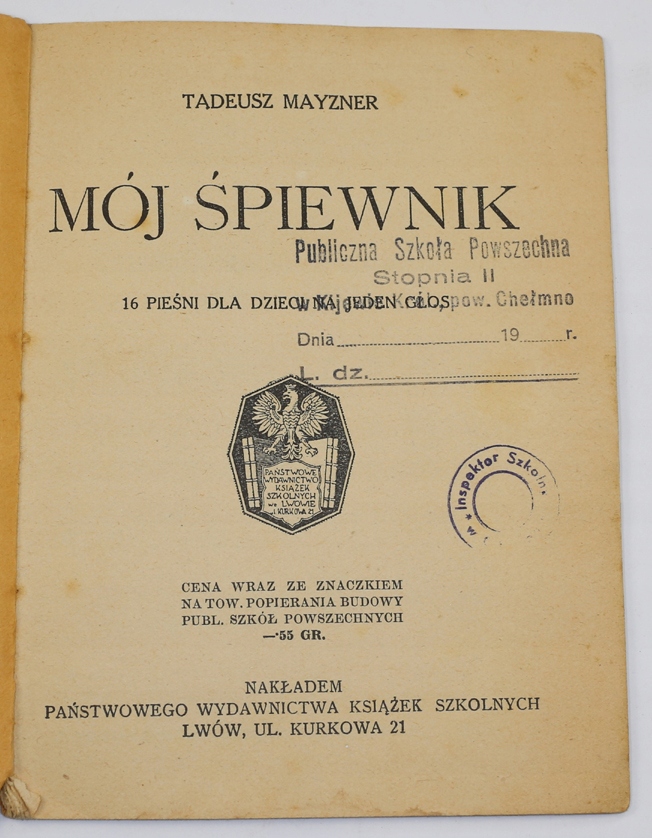 TADEUSZ MAYZNER
MÓJ ŚPIEWNIK
Publiczna Szkoła Powszechna
Stopnia II
16 PIEŚNI DLA DZIECI NA JEDEN GŁOS
w pow. Chełmno
Dnia 19 r.
L. dz.
PAŃSTWOWE
WYDAWNICTWO
KSIĄŻEK
SZKOLNYCH
we LWOWIE
KURKOWA 21
Inspektor Szkoln
* w
CENA WRAZ ZE ZNACZKIEM
NA TOW. POPIERANIA BUDOWY
PUBL. SZKÓŁ POWSZECHNYCH
—·55 GR.
NAKŁADEM
PAŃSTWOWEGO WYDAWNICTWA KSIĄŻEK SZKOLNYCH
LWÓW, UL. KURKOWA 21